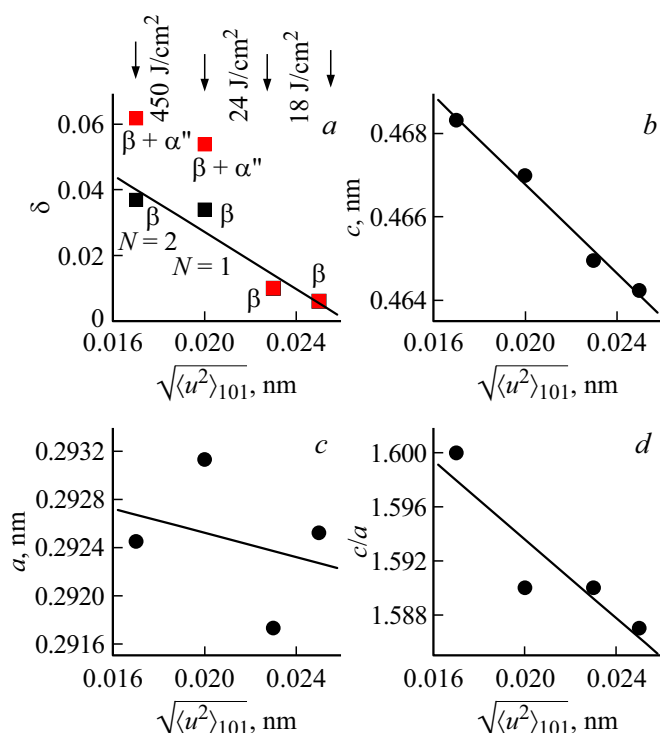 450 J/cm²
24 J/cm²
18 J/cm²
a
0.06
0.04
0.02
0
δ
β + α"
β + α"
β
β
N = 2
N = 1
β
β
0.016
0.020
0.024
√⟨u²⟩₁₀₁, nm
b
0.468
0.466
0.464
c, nm
0.016
0.020
0.024
√⟨u²⟩₁₀₁, nm
c
0.2932
0.2928
0.2924
0.2920
0.2916
a, nm
0.016
0.020
0.024
√⟨u²⟩₁₀₁, nm
d
1.600
1.596
1.590
1.588
c/a
0.016
0.020
0.024
√⟨u²⟩₁₀₁, nm